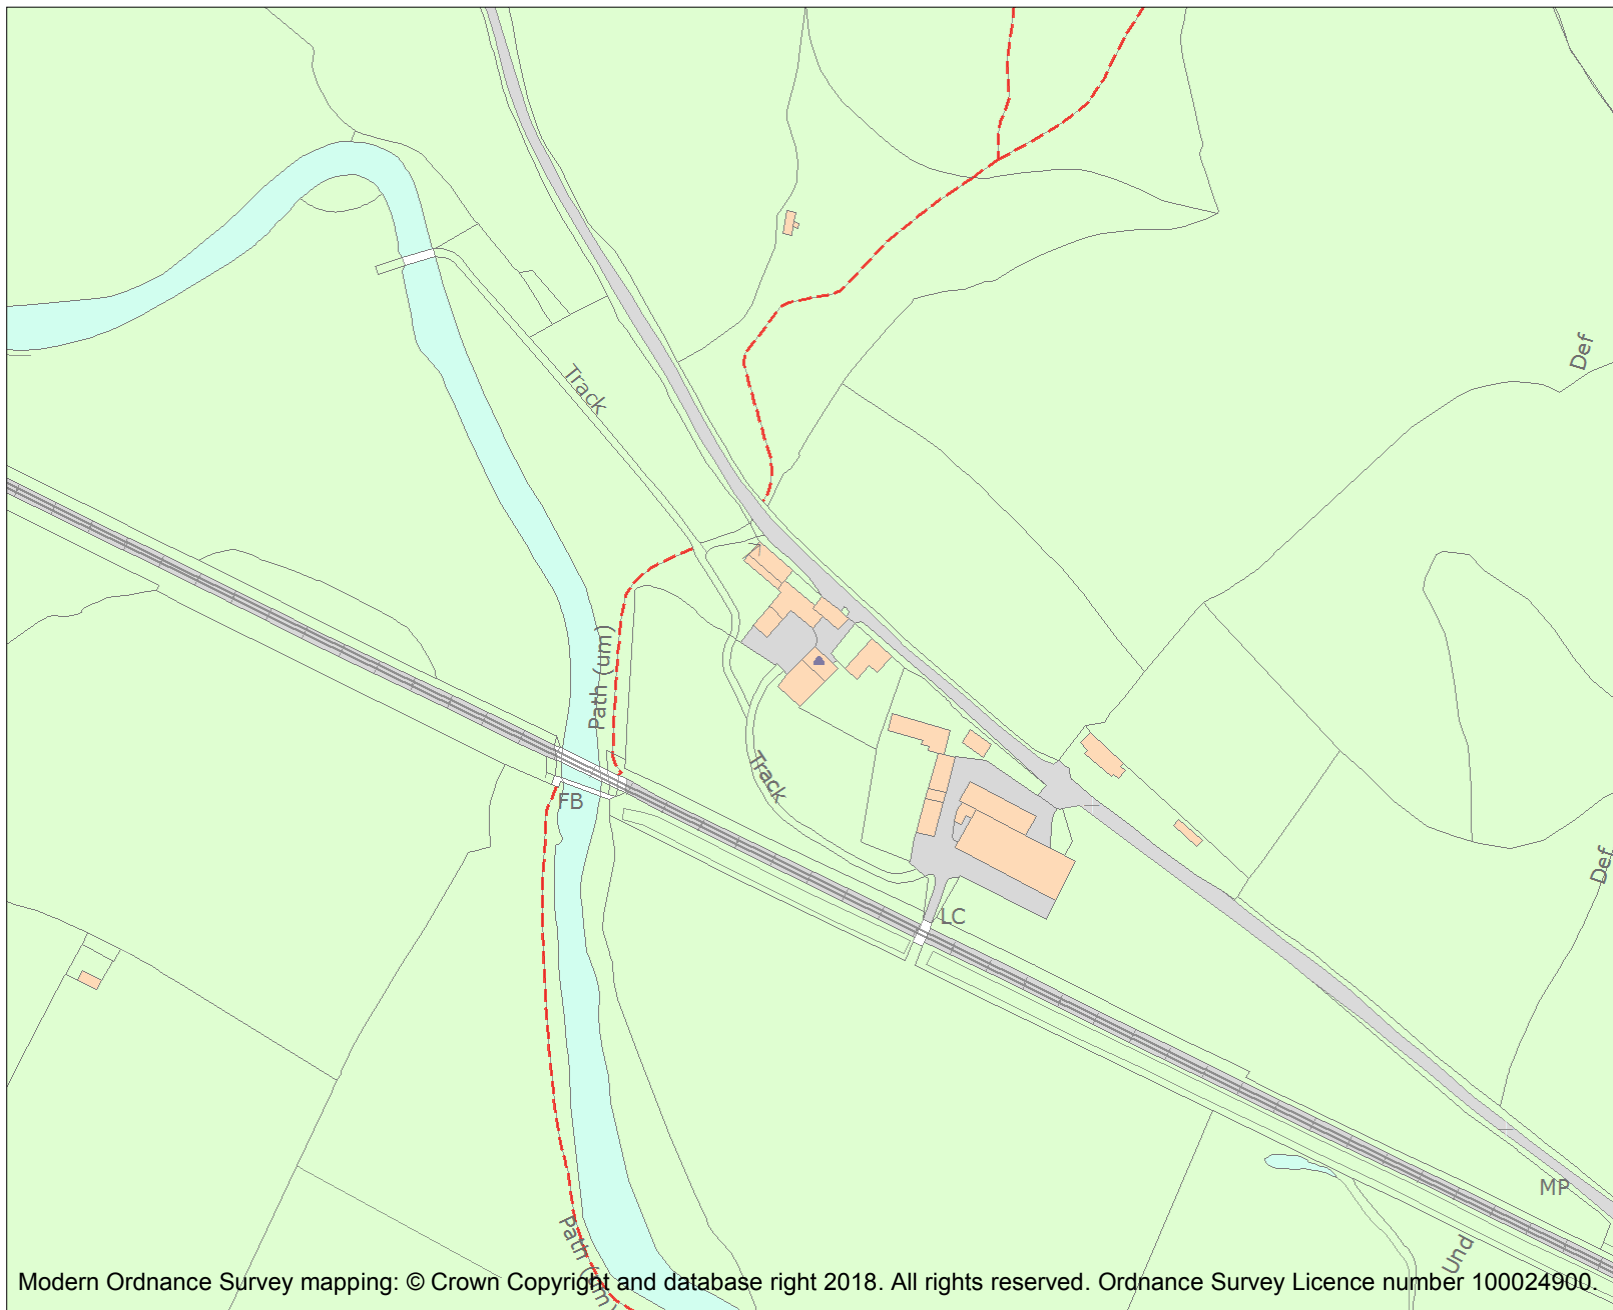 Def
Track
Path (um)
Track
FB
Def
LC
MP
Und
Path (um)
Modern Ordnance Survey mapping: © Crown Copyright and database right 2018. All rights reserved. Ordnance Survey Licence number 100024900.